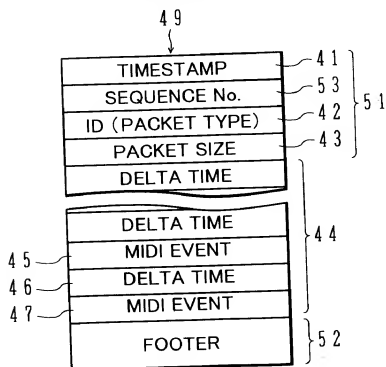 49
TIMESTAMP 41
SEQUENCE No. 53
ID (PACKET TYPE) 42 51
PACKET SIZE 43
DELTA TIME
DELTA TIME 44
45 MIDI EVENT
46 DELTA TIME
47 MIDI EVENT
FOOTER 52